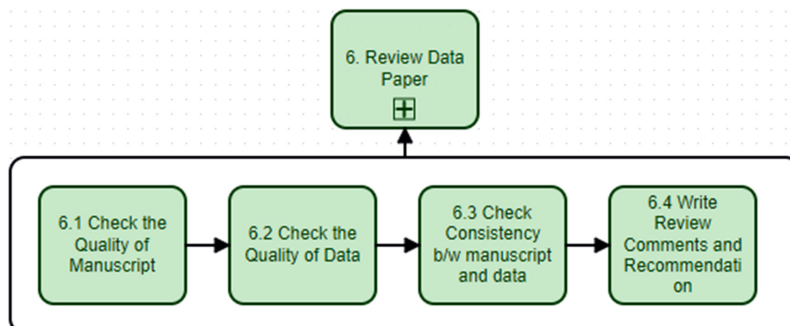 6. Review Data
Paper
6.1 Check the
Quality of
Manuscript
6.2 Check the
Quality of Data
6.3 Check
Consistency
b/w manuscript
and data
6.4 Write
Review
Comments and
Recommendati
on